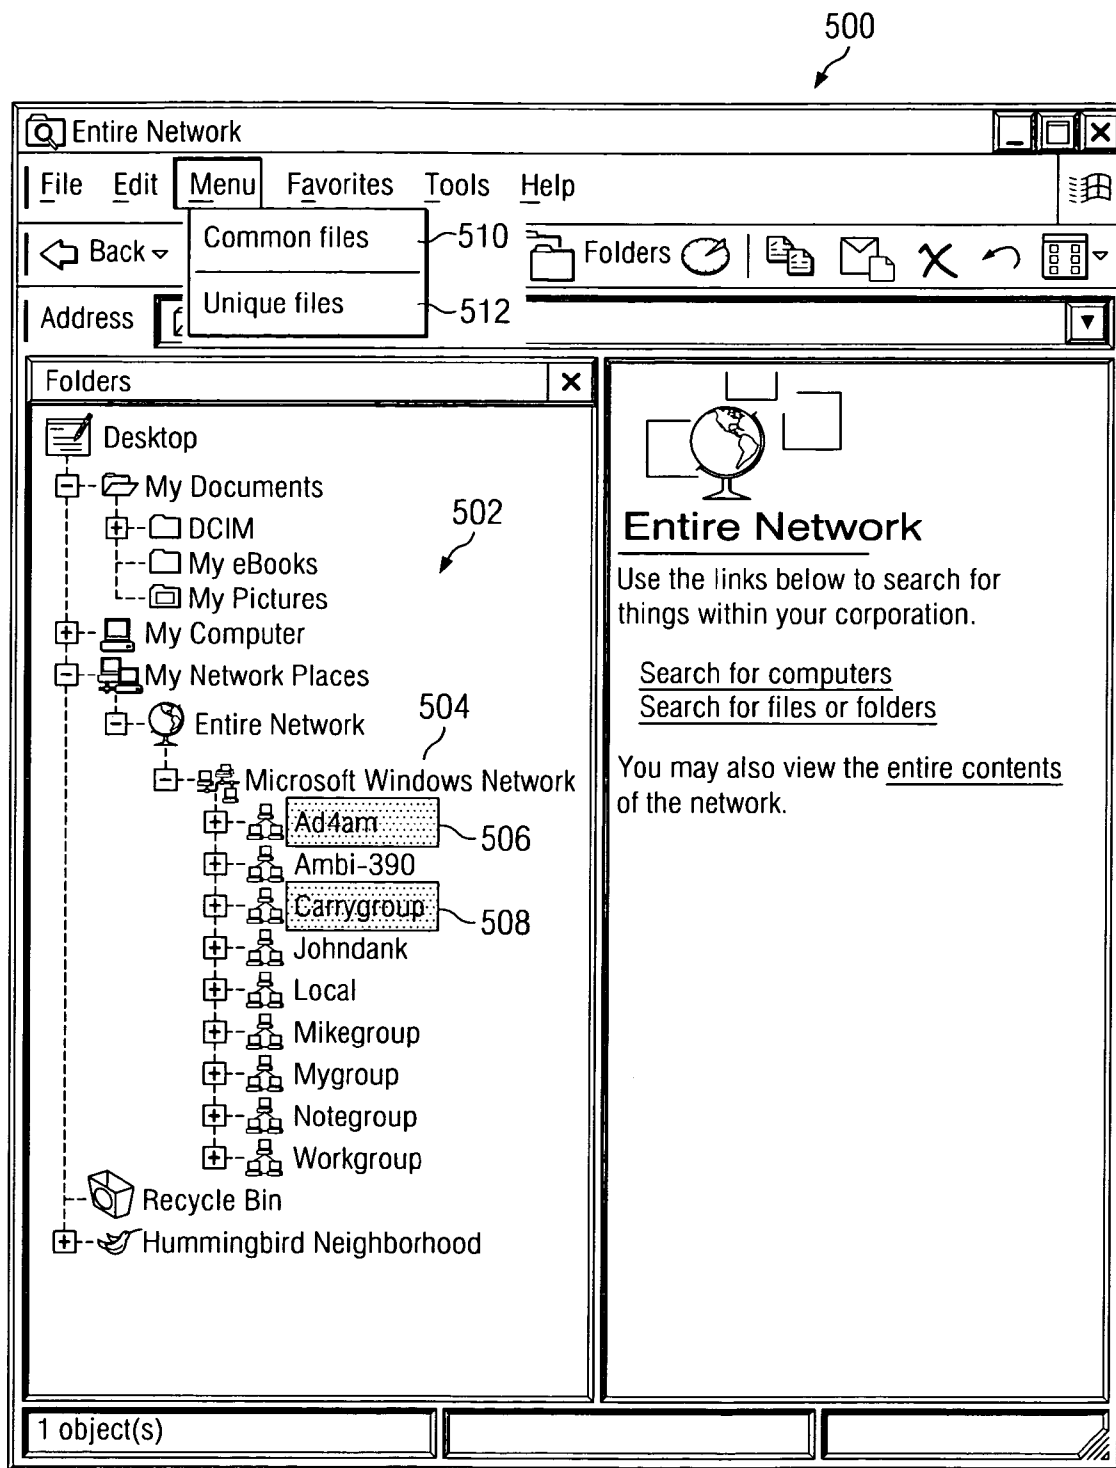 500
Entire Network
File Edit Menu Favorites Tools Help
Back Common files 510 Folders
Address Unique files 512
Folders
Desktop
My Documents
502
DCIM
My eBooks
My Pictures
My Computer
My Network Places
504
Entire Network
Microsoft Windows Network
Ad4am
506
Ambi-390
Carrygroup
508
Johndank
Local
Mikegroup
Mygroup
Notegroup
Workgroup
Recycle Bin
Hummingbird Neighborhood
Entire Network
Use the links below to search for
things within your corporation.
Search for computers
Search for files or folders
You may also view the entire contents
of the network.
1 object(s)